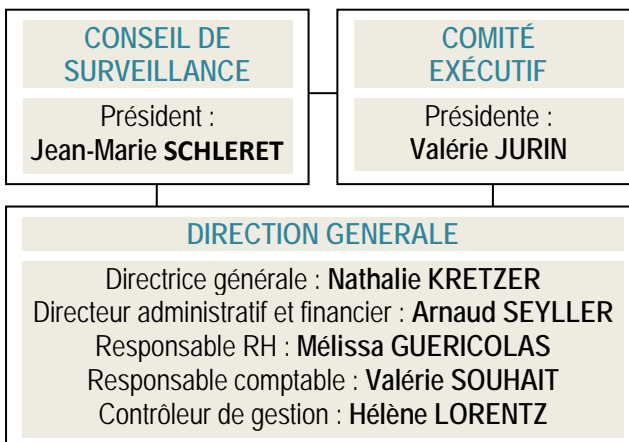 CONSEIL DE
SURVEILLANCE
Président :
Jean-Marie SCHLERET
COMITÉ
EXÉCUTIF
Présidente :
Valérie JURIN
DIRECTION GENERALE
Directrice générale : Nathalie KRETZER
Directeur administratif et financier : Arnaud SEYLLER
Responsable RH : Mélissa GUERICOLAS
Responsable comptable : Valérie SOUHAIT
Contrôleur de gestion : Hélène LORENTZ